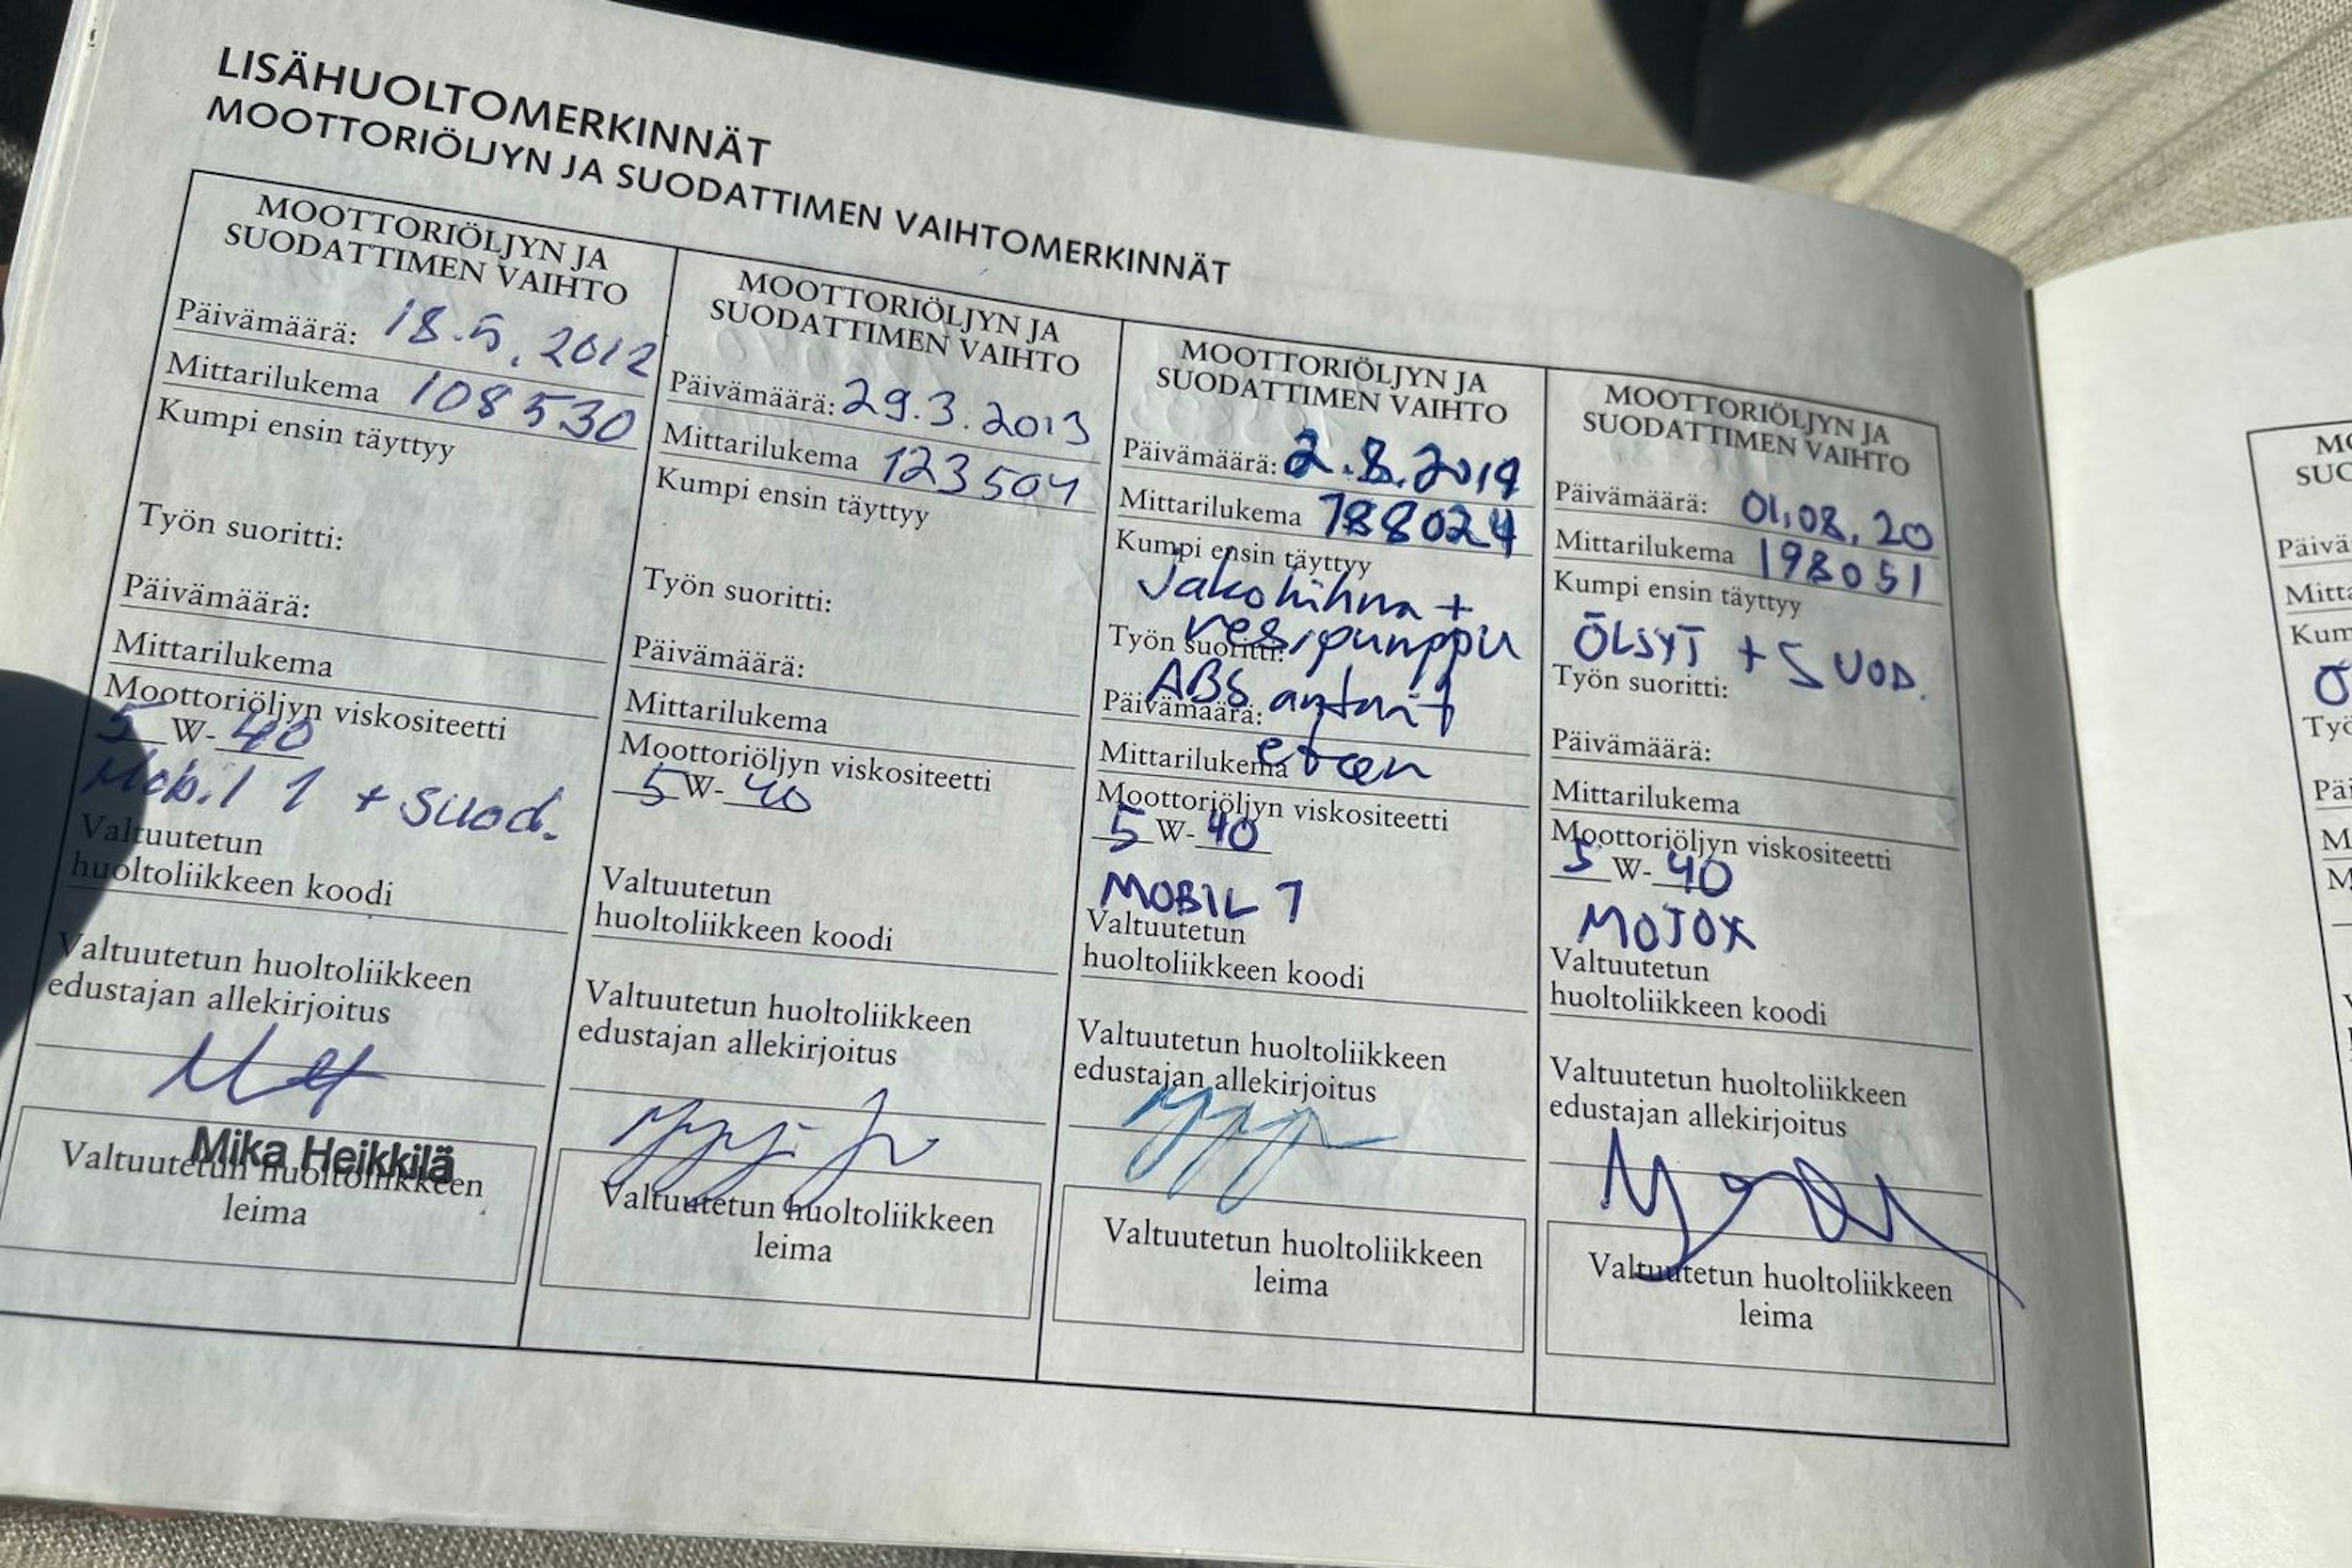 LISÄHUOLTOMERKINNÄT
MOOTTORIÖLJYN JA SUODATTIMEN VAIHTOMERKINNÄT
MOOTTORIÖLJYN JA
SUODATTIMEN VAIHTO
Päivämäärä: 18.5.2012
Mittarilukema 108530
Kumpi ensin täyttyy
Työn suoritti:
Päivämäärä:
Mittarilukema
Moottoriöljyn viskositeetti
5 W- 40
Mobil 1 + suod.
Valtuutetun
huoltoliikkeen koodi
Valtuutetun huoltoliikkeen
edustajan allekirjoitus
Mika Heikkilä
Valtuutetun huoltoliikkeen
leima
MOOTTORIÖLJYN JA
SUODATTIMEN VAIHTO
Päivämäärä: 29.3.2013
Mittarilukema 123504
Kumpi ensin täyttyy
Työn suoritti:
Päivämäärä:
Mittarilukema
Moottoriöljyn viskositeetti
5 W- 40
Valtuutetun
huoltoliikkeen koodi
Valtuutetun huoltoliikkeen
edustajan allekirjoitus
Valtuutetun huoltoliikkeen
leima
MOOTTORIÖLJYN JA
SUODATTIMEN VAIHTO
Päivämäärä: 2.8.2019
Mittarilukema 188024
Kumpi ensin täyttyy
Jakohihna +
vesipumppu
Työn suoritti:
ABS anturit
Päivämäärä:
eteen
Mittarilukema
Moottoriöljyn viskositeetti
5 W- 40
MOBIL 1
Valtuutetun
huoltoliikkeen koodi
Valtuutetun huoltoliikkeen
edustajan allekirjoitus
Valtuutetun huoltoliikkeen
leima
MOOTTORIÖLJYN JA
SUODATTIMEN VAIHTO
Päivämäärä: 01.08.20
Mittarilukema 198051
Kumpi ensin täyttyy
ÖLJYT + SUOD.
Työn suoritti:
Päivämäärä:
Mittarilukema
Moottoriöljyn viskositeetti
5 W- 40
MOTOX
Valtuutetun
huoltoliikkeen koodi
Valtuutetun huoltoliikkeen
edustajan allekirjoitus
Valtuutetun huoltoliikkeen
leima